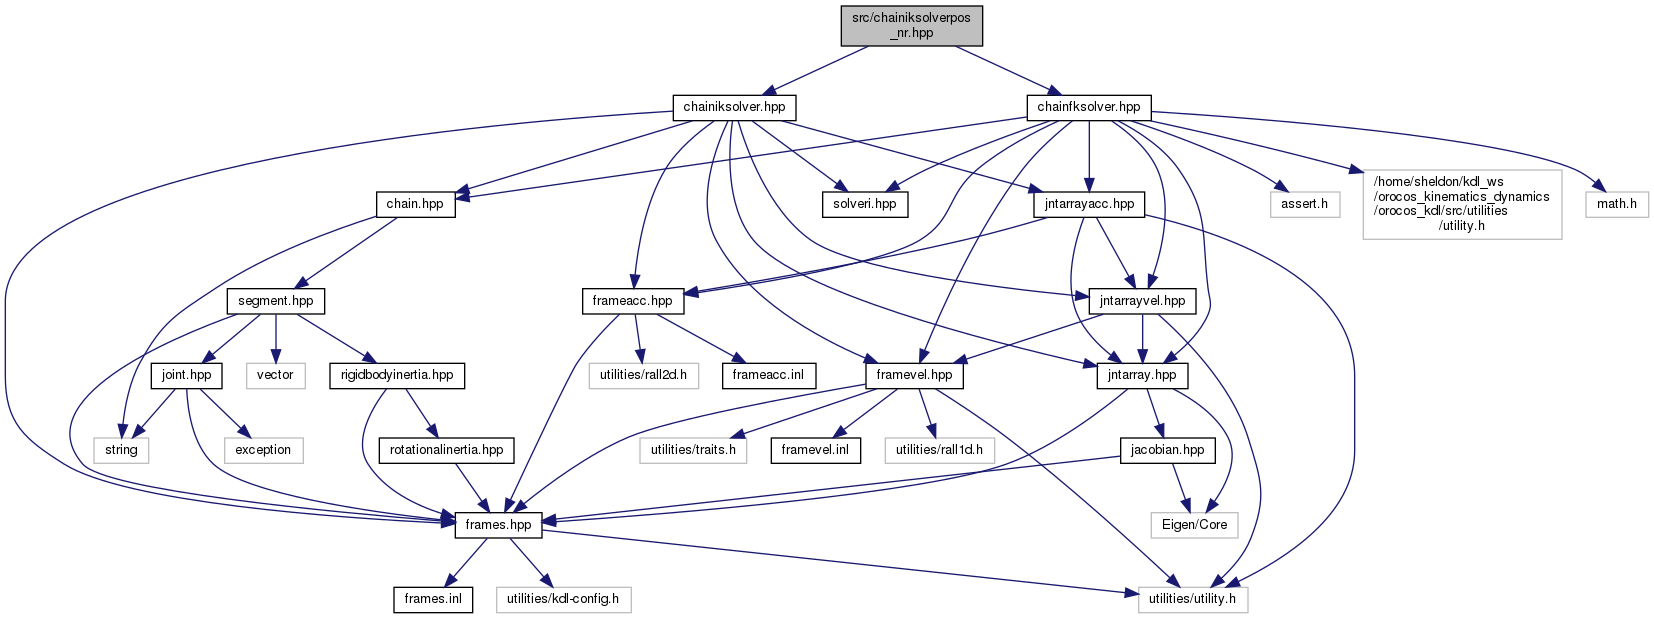 src/chainiksolverpos
_nr.hpp
chainiksolver.hpp
chainfksolver.hpp
chain.hpp
solveri.hpp
jntarrayacc.hpp
assert.h
/home/sheldon/kdl_ws
/orocos_kinematics_dynamics
/orocos_kdl/src/utilities
/utility.h
math.h
segment.hpp
frameacc.hpp
jntarrayvel.hpp
joint.hpp
vector
rigidbodyinertia.hpp
utilities/rall2d.h
frameacc.inl
framevel.hpp
jntarray.hpp
string
exception
rotationalinertia.hpp
utilities/traits.h
framevel.inl
utilities/rall1d.h
jacobian.hpp
frames.hpp
Eigen/Core
frames.inl
utilities/kdl-config.h
utilities/utility.h